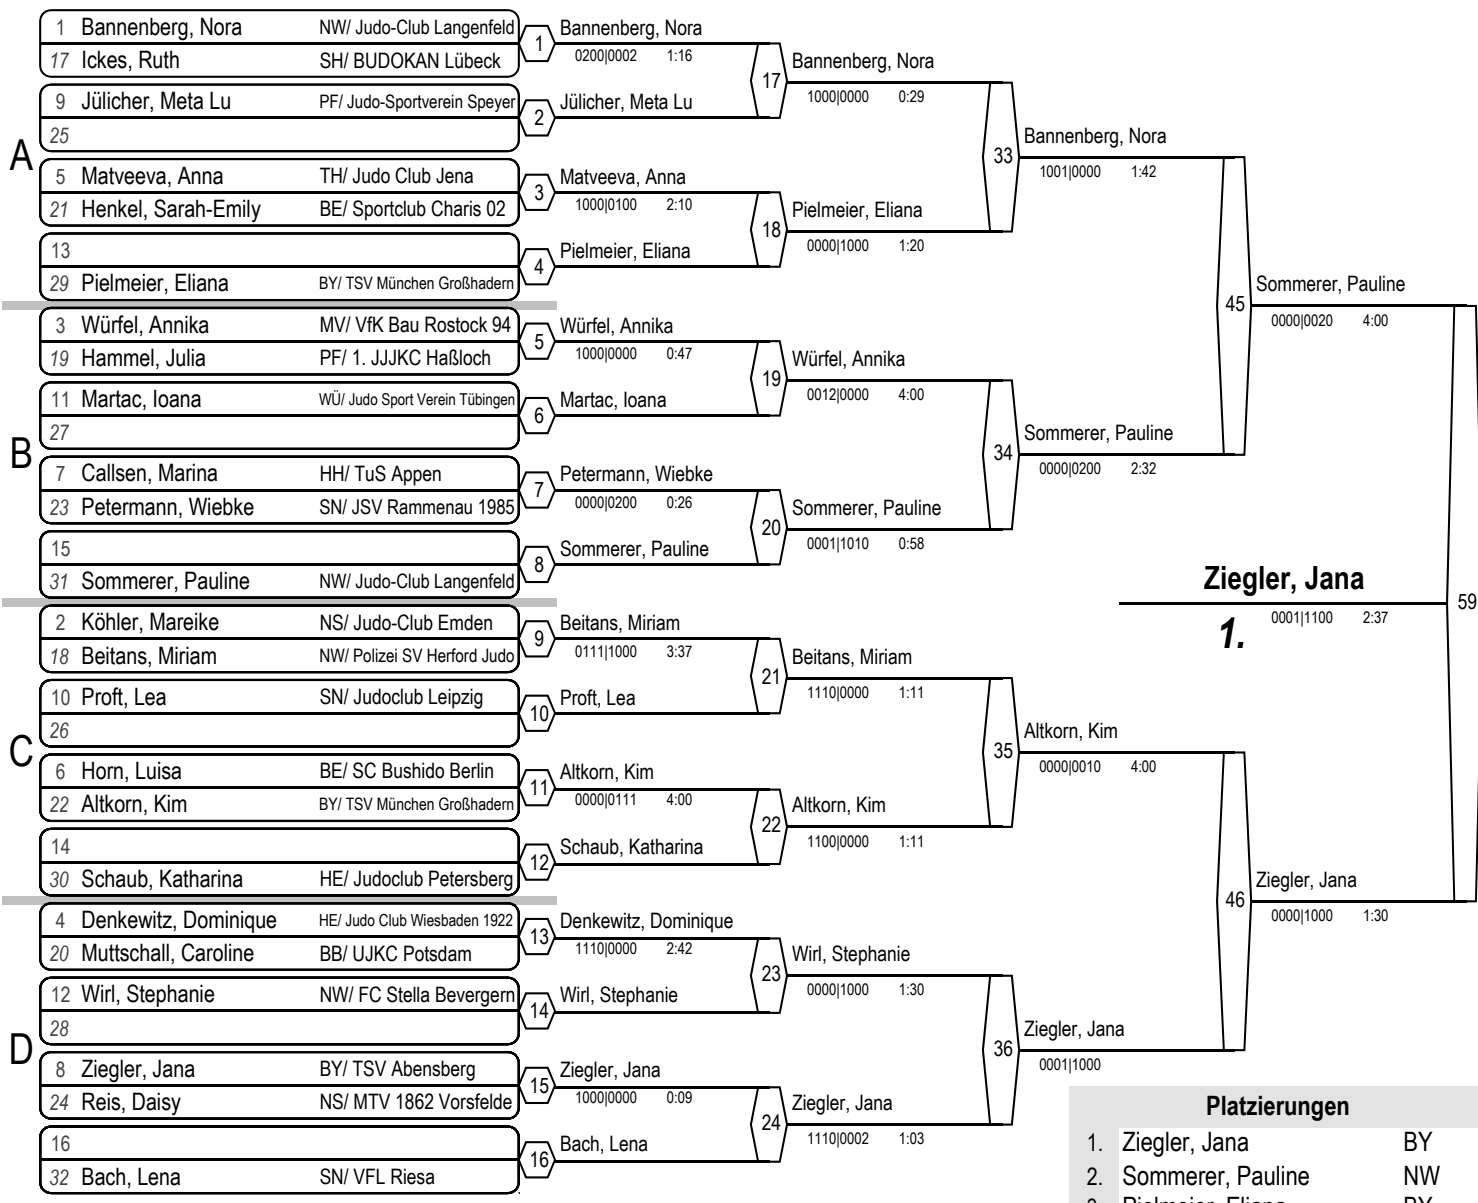 A
1 Bannenberg, Nora NW/ Judo-Club Langenfeld
17 Ickes, Ruth SH/ BUDOKAN Lübeck
9 Jülicher, Meta Lu PF/ Judo-Sportverein Speyer
25
5 Matveeva, Anna TH/ Judo Club Jena
21 Henkel, Sarah-Emily BE/ Sportclub Charis 02
13
29 Pielmeier, Eliana BY/ TSV München Großhadern
B
3 Würfel, Annika MV/ VfK Bau Rostock 94
19 Hammel, Julia PF/ 1. JJJKC Haßloch
11 Martac, Ioana WÜ/ Judo Sport Verein Tübingen
27
7 Callsen, Marina HH/ TuS Appen
23 Petermann, Wiebke SN/ JSV Rammenau 1985
15
31 Sommerer, Pauline NW/ Judo-Club Langenfeld
C
2 Köhler, Mareike NS/ Judo-Club Emden
18 Beitans, Miriam NW/ Polizei SV Herford Judo
10 Proft, Lea SN/ Judoclub Leipzig
26
6 Horn, Luisa BE/ SC Bushido Berlin
22 Altkorn, Kim BY/ TSV München Großhadern
14
30 Schaub, Katharina HE/ Judoclub Petersberg
D
4 Denkewitz, Dominique HE/ Judo Club Wiesbaden 1922
20 Muttschall, Caroline BB/ UJKC Potsdam
12 Wirl, Stephanie NW/ FC Stella Bevergern
28
8 Ziegler, Jana BY/ TSV Abensberg
24 Reis, Daisy NS/ MTV 1862 Vorsfelde
16
32 Bach, Lena SN/ VFL Riesa
1 Bannenberg, Nora
0200|0002 1:16
2 Jülicher, Meta Lu
3 Matveeva, Anna
1000|0100 2:10
4 Pielmeier, Eliana
5 Würfel, Annika
1000|0000 0:47
6 Martac, Ioana
7 Petermann, Wiebke
0000|0200 0:26
8 Sommerer, Pauline
9 Beitans, Miriam
0111|1000 3:37
10 Proft, Lea
11 Altkorn, Kim
0000|0111 4:00
12 Schaub, Katharina
13 Denkewitz, Dominique
1110|0000 2:42
14 Wirl, Stephanie
15 Ziegler, Jana
1000|0000 0:09
16 Bach, Lena
17 Bannenberg, Nora
1000|0000 0:29
18 Pielmeier, Eliana
0000|1000 1:20
19 Würfel, Annika
0012|0000 4:00
20 Sommerer, Pauline
0001|1010 0:58
21 Beitans, Miriam
1110|0000 1:11
22 Altkorn, Kim
1100|0000 1:11
23 Wirl, Stephanie
0000|1000 1:30
24 Ziegler, Jana
1110|0002 1:03
33 Bannenberg, Nora
1001|0000 1:42
34 Sommerer, Pauline
0000|0200 2:32
35 Altkorn, Kim
0000|0010 4:00
36 Ziegler, Jana
0001|1000
45 Sommerer, Pauline
0000|0020 4:00
46 Ziegler, Jana
0000|1000 1:30
59
Ziegler, Jana
1. 0001|1100 2:37
Platzierungen
1. Ziegler, Jana BY
2. Sommerer, Pauline NW
3. Pielmeier, Eliana BY